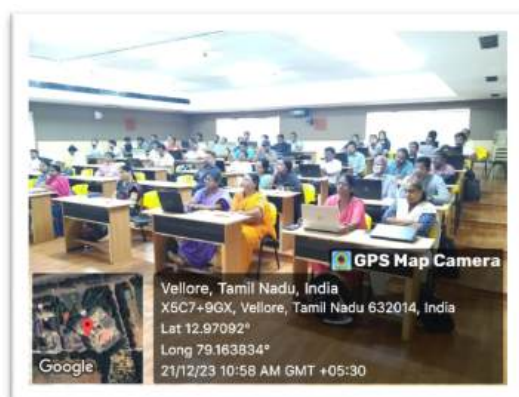 GPS Map Camera
Vellore, Tamil Nadu, India
X5C7+9GX, Vellore, Tamil Nadu 632014, India
Lat 12.97092°
Long 79.163834°
21/12/23 10:58 AM GMT +05:30
Google